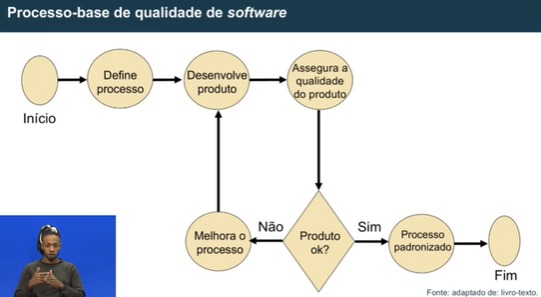 Processo-base de qualidade de software
Define
processo
Desenvolve
produto
Assegura a
qualidade
do produto
Início
Melhora o
processo
Não
Produto
ok?
Sim
Processo
padronizado
Fim
Fonte: adaptado de: livro-texto.